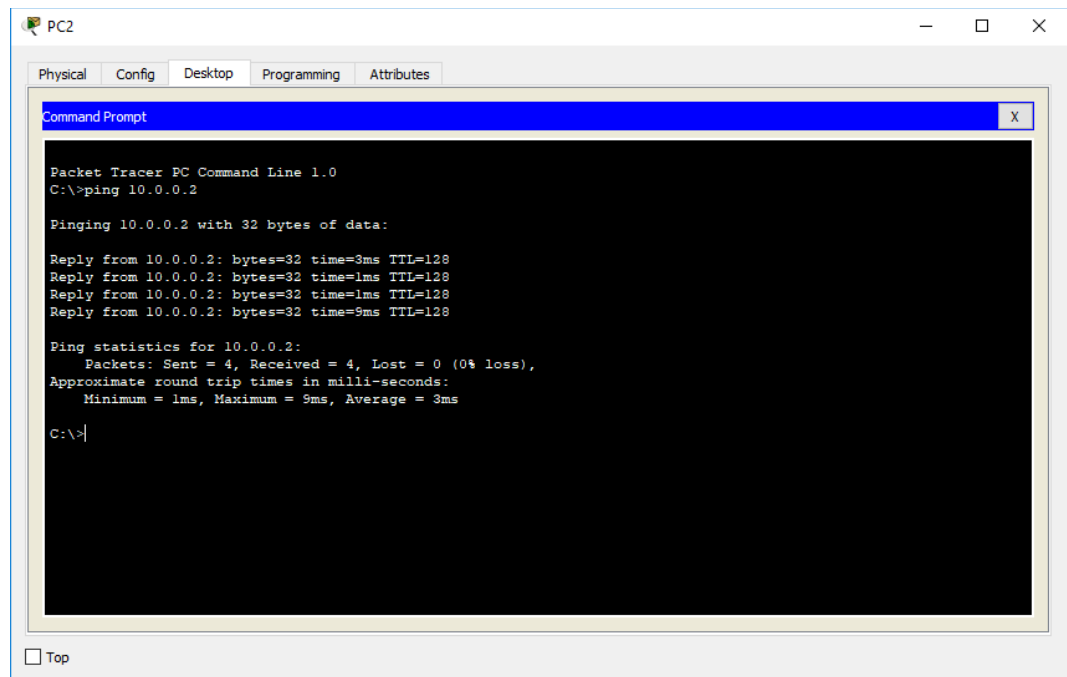 PC2
Physical Config Desktop Programming Attributes
Command Prompt X
Packet Tracer PC Command Line 1.0
C:\>ping 10.0.0.2
Pinging 10.0.0.2 with 32 bytes of data:
Reply from 10.0.0.2: bytes=32 time=3ms TTL=128
Reply from 10.0.0.2: bytes=32 time=1ms TTL=128
Reply from 10.0.0.2: bytes=32 time=1ms TTL=128
Reply from 10.0.0.2: bytes=32 time=9ms TTL=128
Ping statistics for 10.0.0.2:
Packets: Sent = 4, Received = 4, Lost = 0 (0% loss),
Approximate round trip times in milli-seconds:
Minimum = 1ms, Maximum = 9ms, Average = 3ms
C:\>
Top